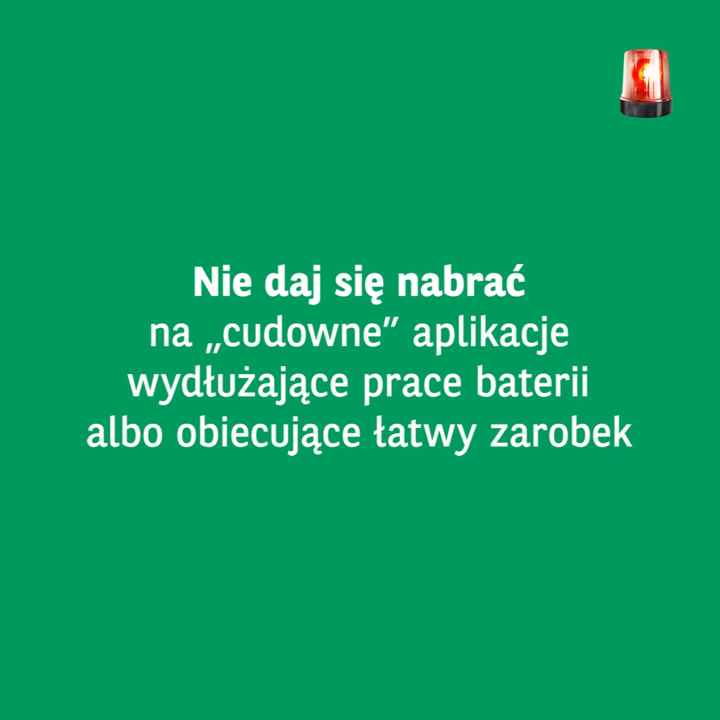 Nie daj się nabrać
na „cudowne” aplikacje
wydłużające prace baterii
albo obiecujące łatwy zarobek